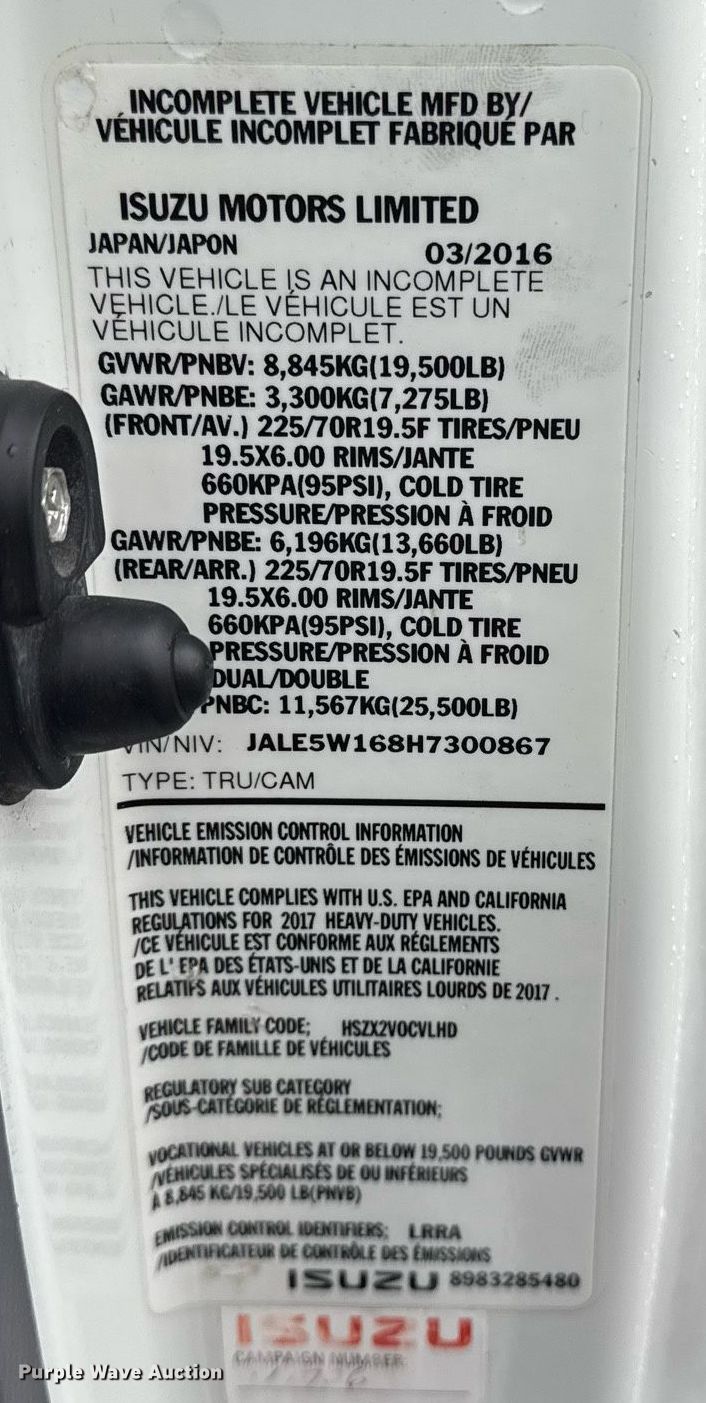 INCOMPLETE VEHICLE MFD BY/
VÉHICULE INCOMPLET FABRIQUÉ PAR
ISUZU MOTORS LIMITED
JAPAN/JAPON 03/2016
THIS VEHICLE IS AN INCOMPLETE
VEHICLE./LE VÉHICULE EST UN
VÉHICULE INCOMPLET.
GVWR/PNBV: 8,845KG(19,500LB)
GAWR/PNBE: 3,300KG(7,275LB)
(FRONT/AV.) 225/70R19.5F TIRES/PNEU
19.5X6.00 RIMS/JANTE
660KPA(95PSI), COLD TIRE
PRESSURE/PRESSION À FROID
GAWR/PNBE: 6,196KG(13,660LB)
(REAR/ARR.) 225/70R19.5F TIRES/PNEU
19.5X6.00 RIMS/JANTE
660KPA(95PSI), COLD TIRE
PRESSURE/PRESSION À FROID
DUAL/DOUBLE
PNBC: 11,567KG(25,500LB)
VIN/NIV: JALE5W168H7300867
TYPE: TRU/CAM
VEHICLE EMISSION CONTROL INFORMATION
/INFORMATION DE CONTRÔLE DES ÉMISSIONS DE VÉHICULES
THIS VEHICLE COMPLIES WITH U.S. EPA AND CALIFORNIA
REGULATIONS FOR 2017 HEAVY-DUTY VEHICLES.
/CE VÉHICULE EST CONFORME AUX RÉGLEMENTS
DE L' EPA DES ÉTATS-UNIS ET DE LA CALIFORNIE
RELATIFS AUX VÉHICULES UTILITAIRES LOURDS DE 2017 .
VEHICLE FAMILY CODE; HSZX2VOCVLHD
/CODE DE FAMILLE DE VÉHICULES
REGULATORY SUB CATEGORY
/SOUS-CATÉGORIE DE RÉGLEMENTATION;
VOCATIONAL VEHICLES AT OR BELOW 19,500 POUNDS GVWR
/VÉHICULES SPÉCIALISÉS DE OU INFÉRIEURS
À 8,845 KG/19,500 LB(PNVB)
EMISSION CONTROL IDENTIFIERS; LRRA
/IDENTIFICATEUR DE CONTRÔLE DES ÉMISSIONS
ISUZU 8983285480
ISUZU
CAMPAIGN NUMBER
Purple Wave Auction